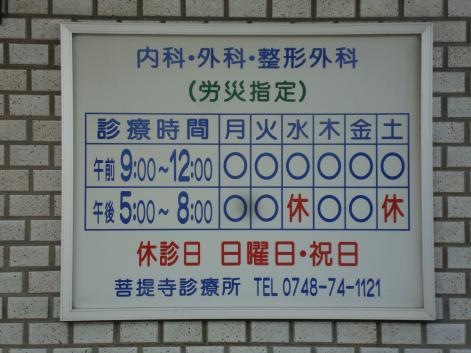 内科・外科・整形外科
(労災指定)
診療時間 月 火 水 木 金 土
午前 9:00~12:00 ○ ○ ○ ○ ○ ○
午後 5:00~8:00 ○ ○ 休 ○ ○ 休
休診日 日曜日・祝日
菩提寺診療所 TEL 0748-74-1121